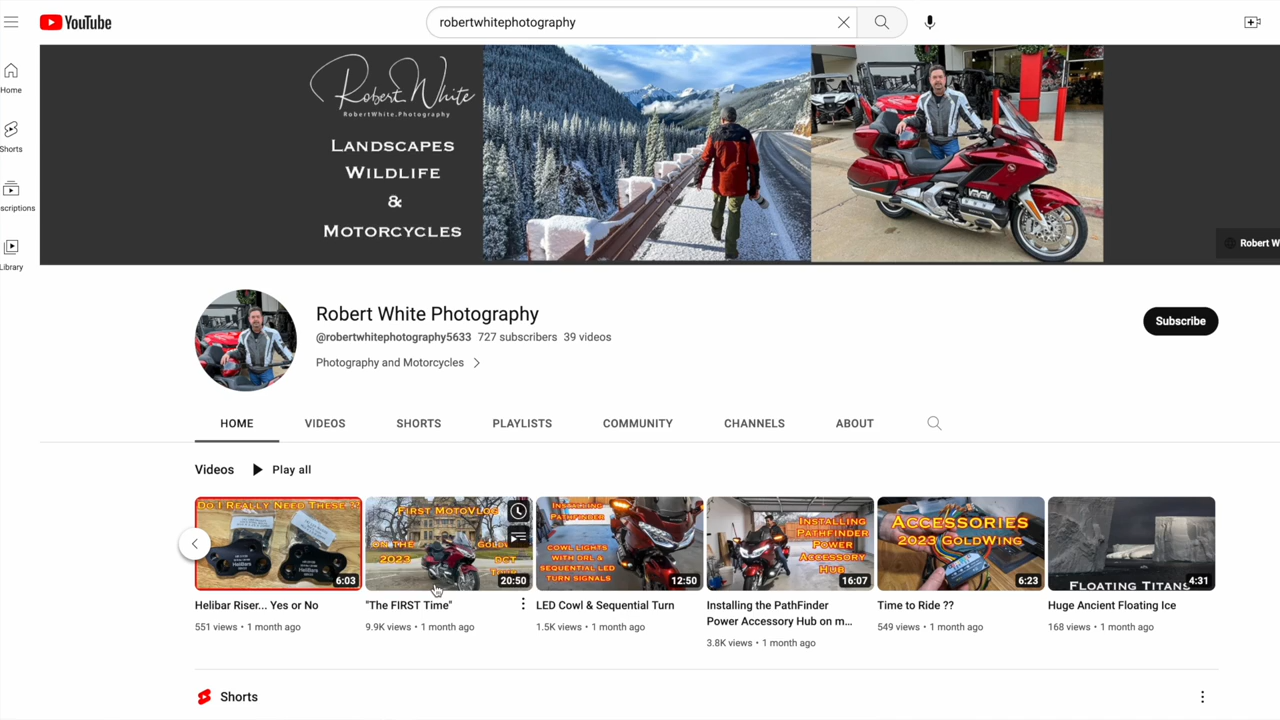 YouTube
robertwhitephotography
Home
Shorts
scriptions
Library
Robert White
RobertWhite.Photography
Landscapes
Wildlife
&
Motorcycles
Robert W
Robert White Photography
@robertwhitephotography5633 727 subscribers 39 videos
Photography and Motorcycles
Subscribe
HOME VIDEOS SHORTS PLAYLISTS COMMUNITY CHANNELS ABOUT
Videos Play all
Do I Really Need These ?!
6:03
First MotoVlog
on the
2023
20:50
Installing
Pathfinder
Cowl Lights
with DRL &
Sequential LED
Turn Signals
12:50
Installing
Pathfinder
Power
Accessory
Hub
16:07
Accessories
2023 GoldWing
6:23
Floating Titans
4:31
Helibar Riser... Yes or No
551 views • 1 month ago
"The FIRST Time"
9.9K views • 1 month ago
LED Cowl & Sequential Turn
1.5K views • 1 month ago
Installing the PathFinder
Power Accessory Hub on m...
3.8K views • 1 month ago
Time to Ride ??
549 views • 1 month ago
Huge Ancient Floating Ice
168 views • 1 month ago
Shorts